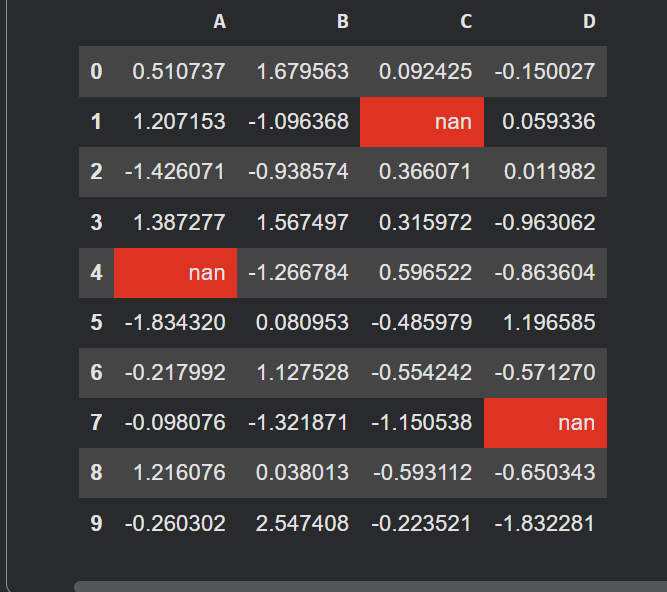 A B C D
0 0.510737 1.679563 0.092425 -0.150027
1 1.207153 -1.096368 nan 0.059336
2 -1.426071 -0.938574 0.366071 0.011982
3 1.387277 1.567497 0.315972 -0.963062
4 nan -1.266784 0.596522 -0.863604
5 -1.834320 0.080953 -0.485979 1.196585
6 -0.217992 1.127528 -0.554242 -0.571270
7 -0.098076 -1.321871 -1.150538 nan
8 1.216076 0.038013 -0.593112 -0.650343
9 -0.260302 2.547408 -0.223521 -1.832281